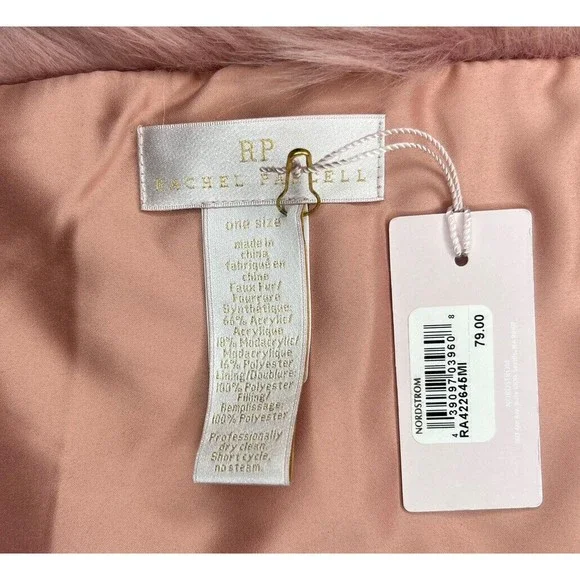 RP
RACHEL PARCELL
one size
made in
china
fabriqué en
chine
Faux Fur/
Fourrure
Synthétique:
66% Acrylic/
Acrylique
18% Modacrylic/
Modacrylique
16% Polyester
Lining/Doublure:
100% Polyester
Filling/
Remplissage:
100% Polyester
Professionally
dry clean.
Short cycle,
no steam.
NORDSTROM
4 39097 03960 8
RA422645MI
79.00